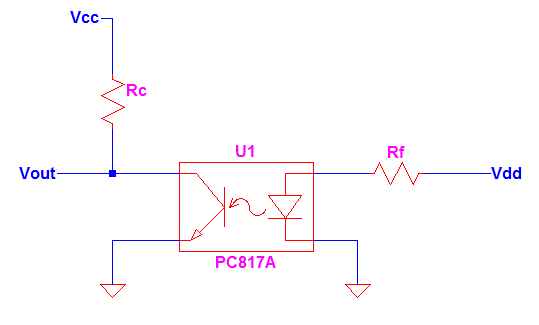 Vcc
Rc
U1
Rf
Vout
Vdd
PC817A